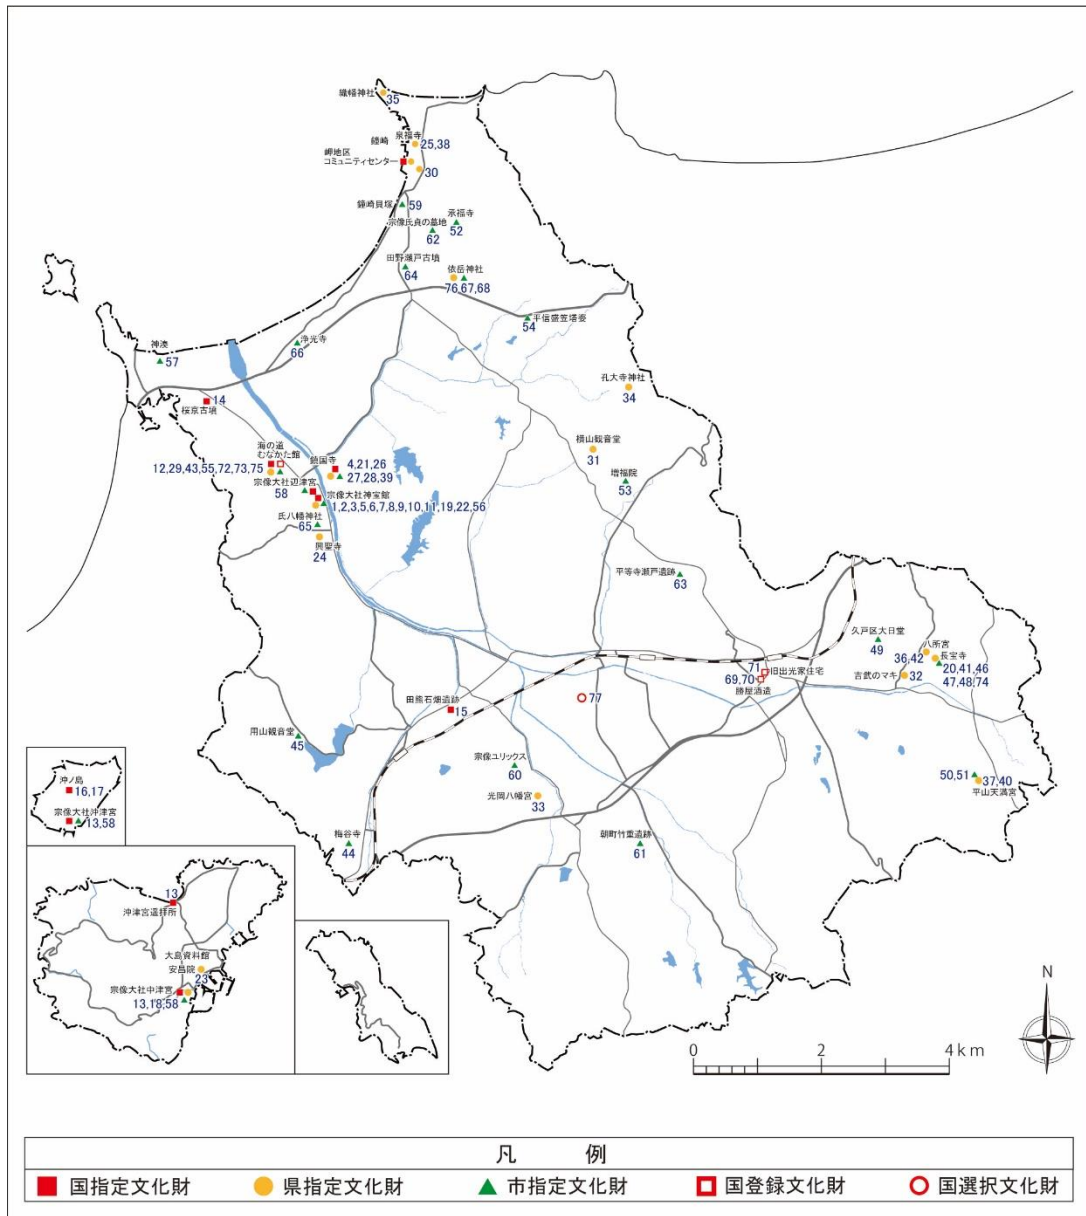 織幡神社
35
泉福寺
鐘崎
25,38
岬地区
コミュニティセンター
30
鐘崎貝塚
59
承福寺
宗像氏貞の墓地
52
62
田野瀬戸古墳
64
依岳神社
76,67,68
平信盛笠塔婆
54
浄光寺
66
神湊
57
14
桜京古墳
孔大寺神社
34
横山観音堂
31
増福院
53
海の道
むなかた館
12,29,43,55,72,73,75
鎮国寺
4,21,26
27,28,39
宗像大社辺津宮
58
宗像大社神宝館
1,2,3,5,6,7,8,9,10,11,19,22,56
氏八幡神社
65
興聖寺
24
平等寺瀬戸遺跡
63
久戸区大日堂
49
八所宮
36,42
長宝寺
20,41,46
47,48,74
吉武のマキ
32
71
旧出光家住宅
69,70
勝屋酒造
77
田熊石畑遺跡
15
用山観音堂
45
宗像ユリックス
60
50,51
37,40
平山天満宮
光岡八幡宮
33
朝町竹重遺跡
61
梅谷寺
44
沖ノ島
16,17
宗像大社沖津宮
13,58
13
沖津宮遥拝所
大島資料館
安昌院
23
宗像大社中津宮
13,18,58
N
0 2 4km
凡例
国指定文化財 県指定文化財 市指定文化財 国登録文化財 国選択文化財